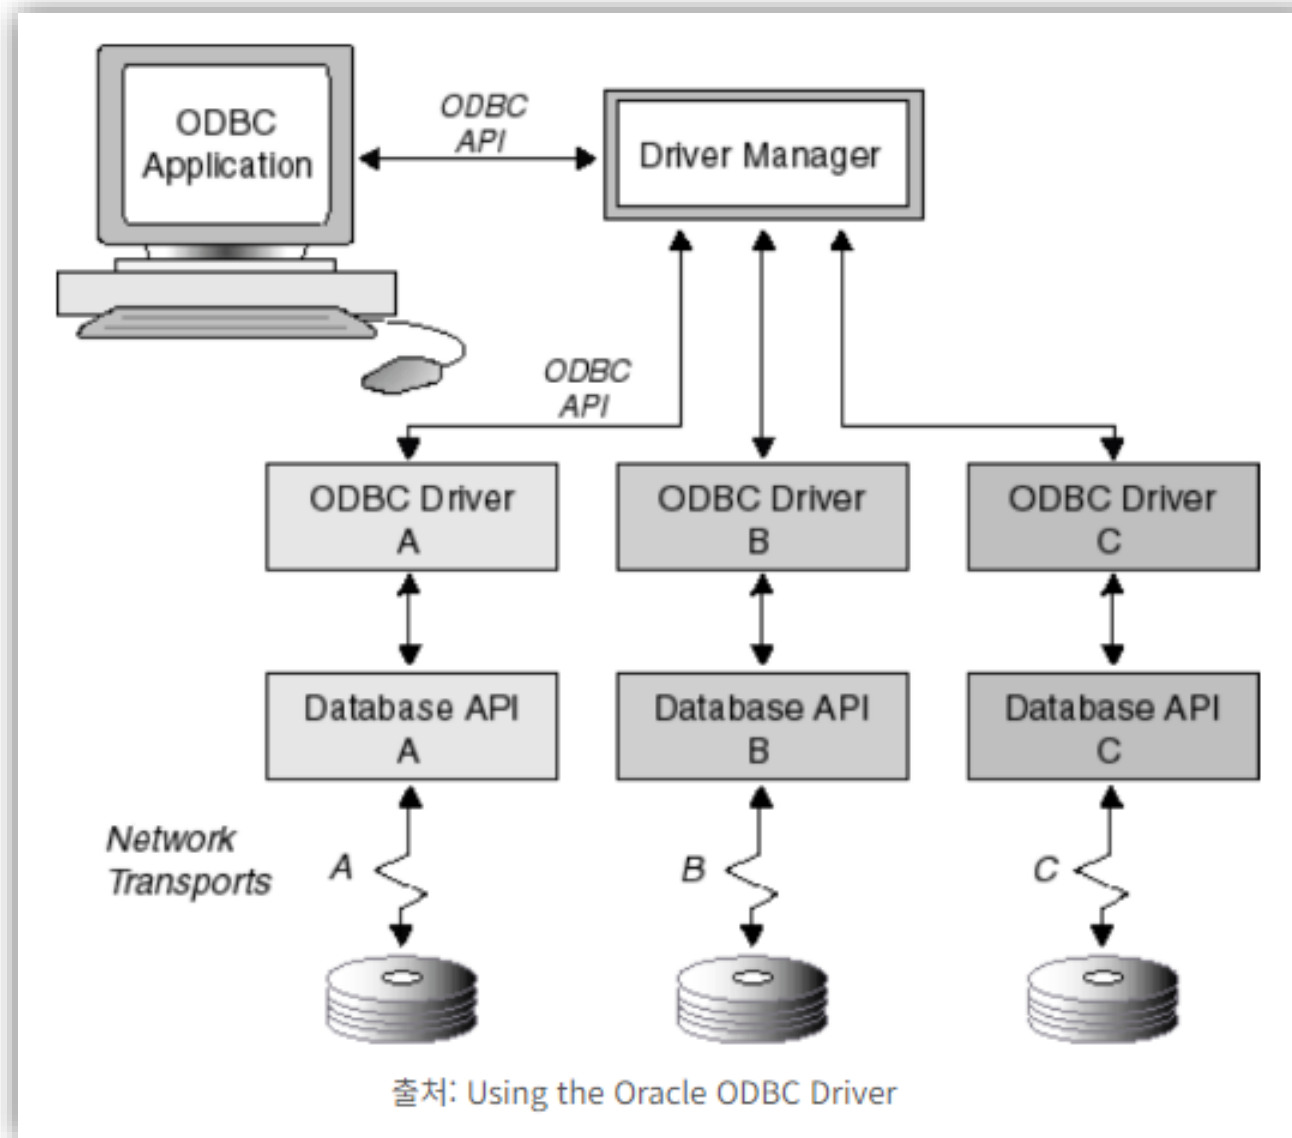 ODBC
Application
ODBC
API
Driver Manager
ODBC
API
ODBC Driver
A
ODBC Driver
B
ODBC Driver
C
Database API
A
Database API
B
Database API
C
Network
Transports
A
B
C
출처: Using the Oracle ODBC Driver